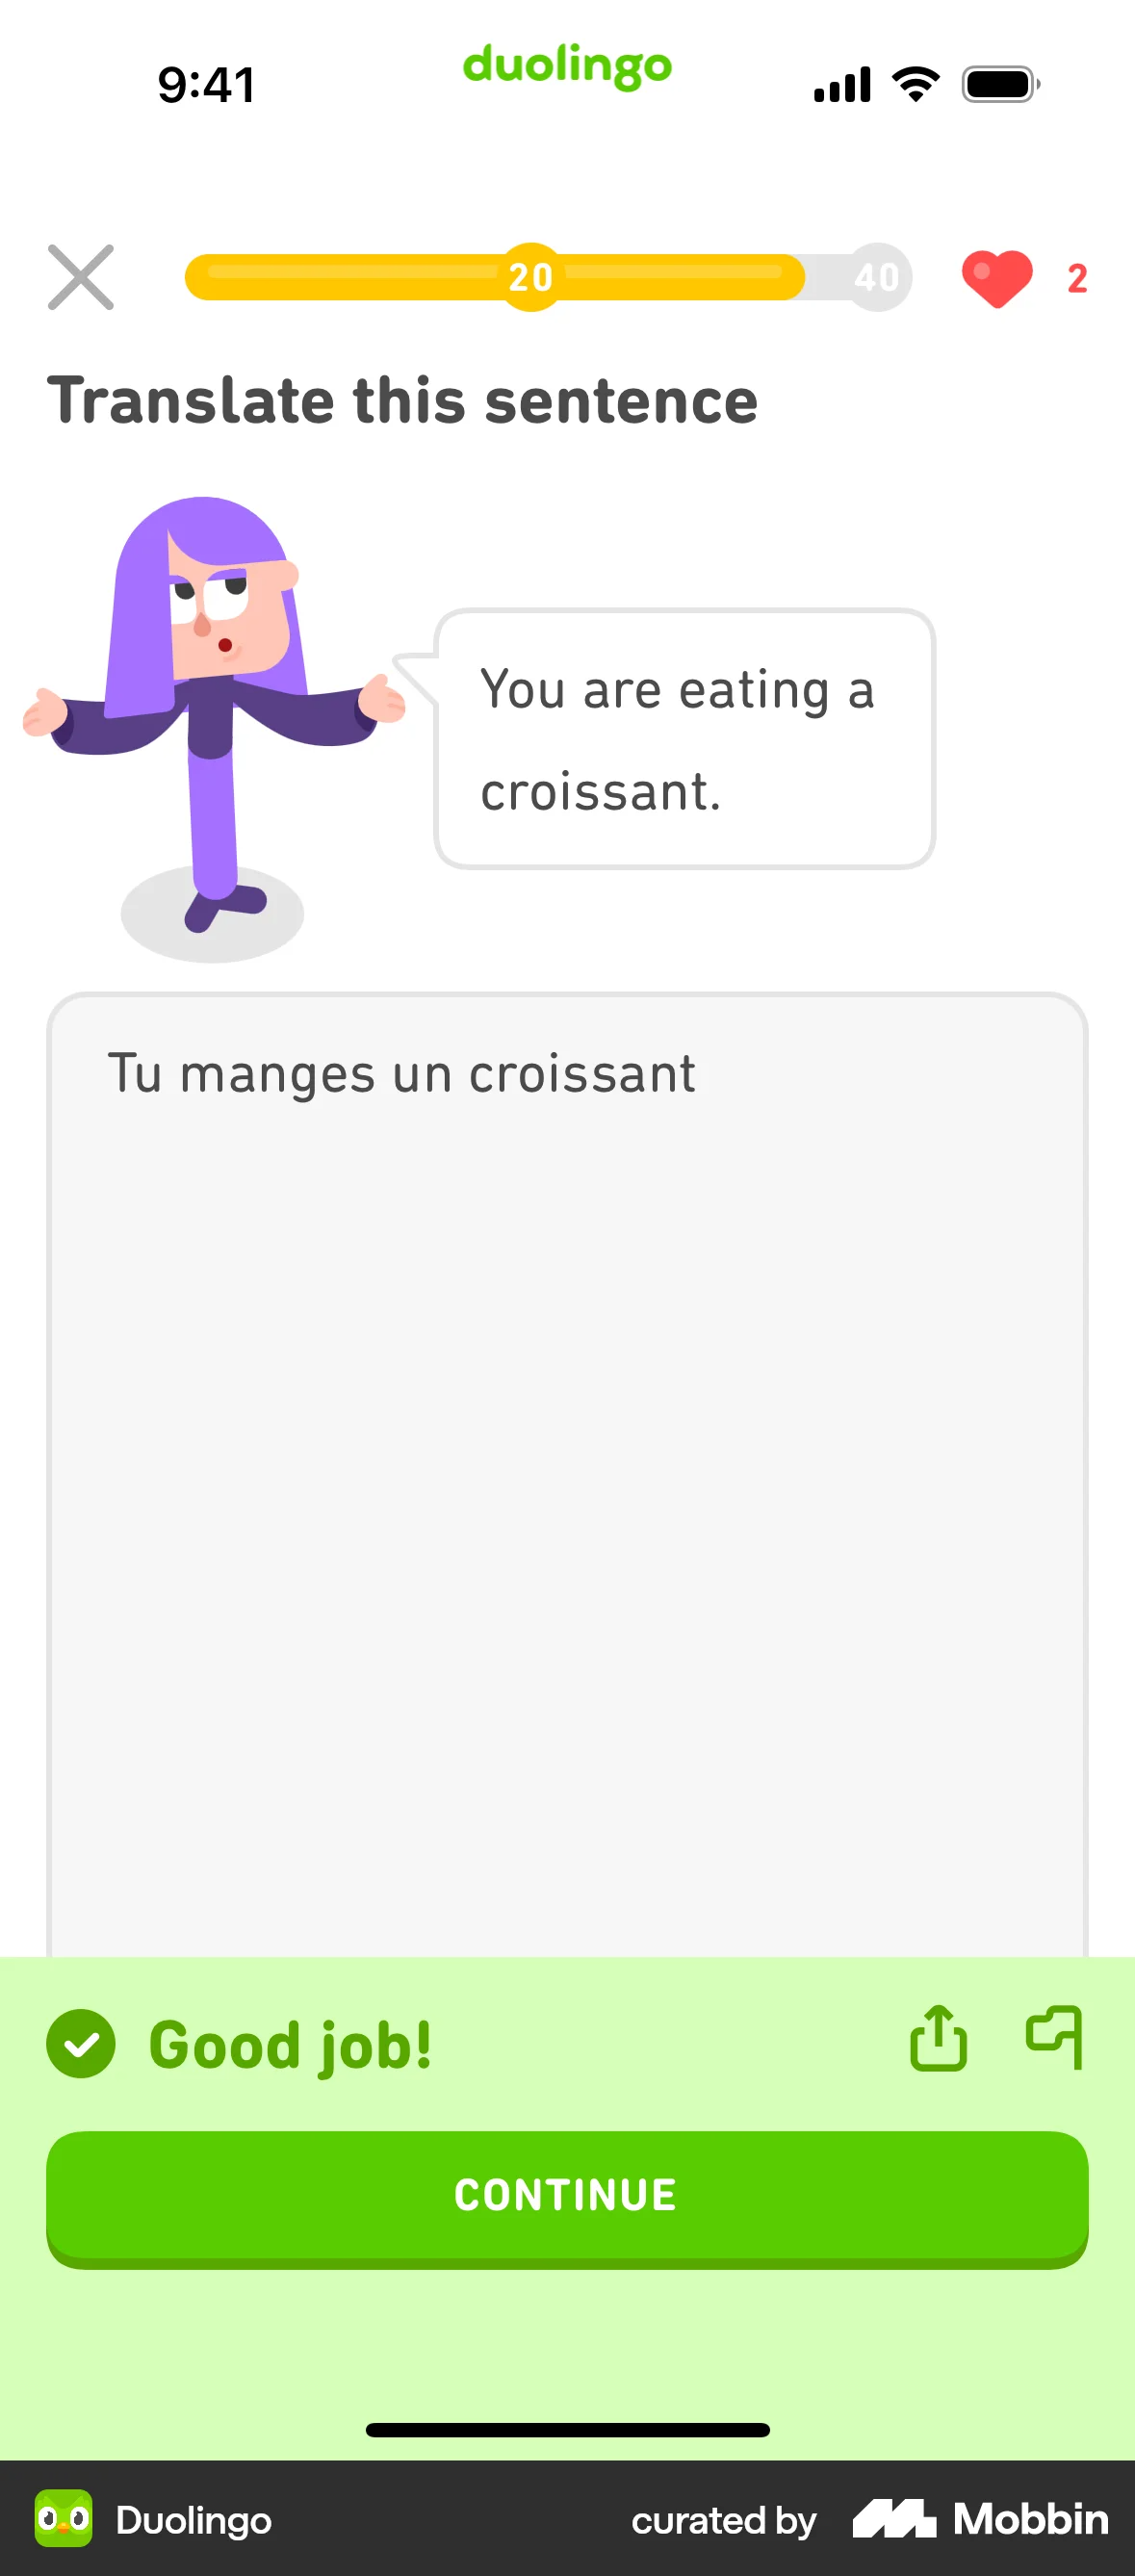 9:41
duolingo
20
40
2
Translate this sentence
You are eating a
croissant.
Tu manges un croissant
Good job!
CONTINUE
Duolingo
curated by
Mobbin